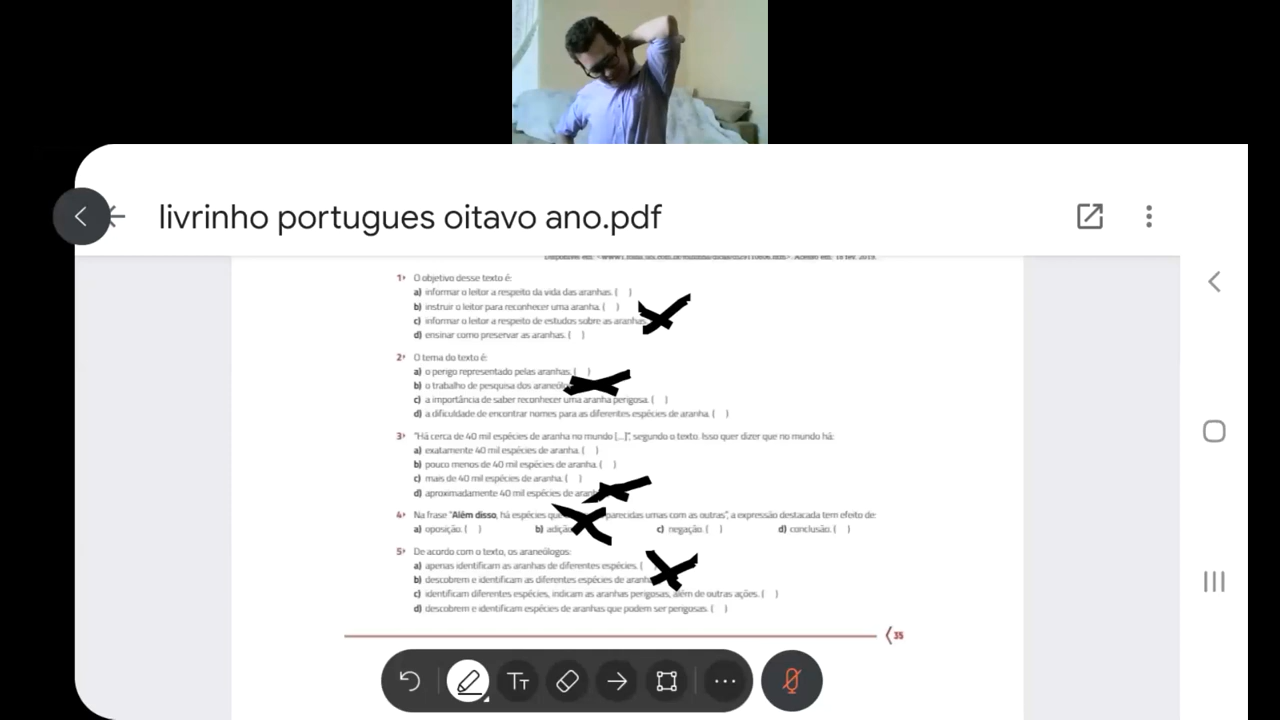 livrinho portugues oitavo ano.pdf
1 O objetivo desse texto é:
a) informar o leitor a respeito da vida das aranhas. ( )
b) instruir o leitor para reconhecer uma aranha. ( )
c) informar o leitor a respeito de estudos sobre as aranhas
d) ensinar como preservar as aranhas. ( )
2 O tema do texto é:
a) o perigo representado pelas aranhas. ( )
b) o trabalho de pesquisa dos
c) a importância de saber reconhecer uma aranha perigosa. ( )
d) a dificuldade de encontrar nomes para as diferentes espécies de aranha. ( )
3 "Há cerca de 40 mil espécies de aranha no mundo [...]", segundo o texto. Isso quer dizer que no mundo há:
a) exatamente 40 mil espécies de aranha. ( )
b) pouco menos de 40 mil espécies de aranha. ( )
c) mais de 40 mil espécies de aranha. ( )
d) aproximadamente 40 mil espécies de
4 Na frase "Além disso, há espécies parecidas umas com as outras", a expressão destacada tem efeito de:
a) oposição. ( ) b) c) negação. ( ) d) conclusão. ( )
5 De acordo com o texto, os araneólogos:
a) apenas identificam as aranhas de diferentes espécies. (
b) descobrem e identificam as diferentes espécies de
c) identificam diferentes espécies, indicam as aranhas perigosas, além de outras ações. ( )
d) descobrem e identificam espécies de aranhas que podem ser perigosas. ( )
35
TT